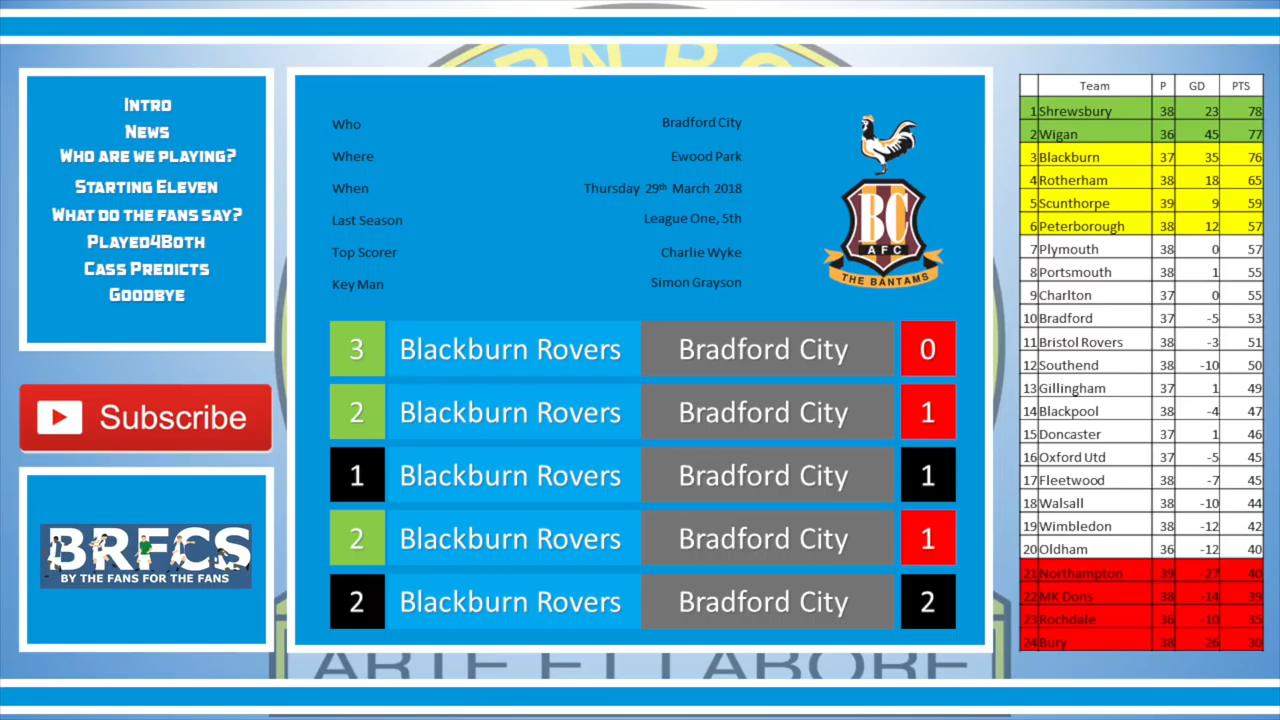 RN RO
Intro
News
Who are we playing?
Starting Eleven
What do the fans say?
Played4Both
Cass Predicts
Goodbye
Subscribe
BRFCS
BY THE FANS FOR THE FANS
Who Bradford City
Where Ewood Park
When Thursday 29th March 2018
Last Season League One, 5th
Top Scorer Charlie Wyke
Key Man Simon Grayson
BC
AFC
THE BANTAMS
3 Blackburn Rovers Bradford City 0
2 Blackburn Rovers Bradford City 1
1 Blackburn Rovers Bradford City 1
2 Blackburn Rovers Bradford City 1
2 Blackburn Rovers Bradford City 2
ARTE ET LABORE
Team P GD PTS
1 Shrewsbury 38 23 78
2 Wigan 36 45 77
3 Blackburn 37 35 76
4 Rotherham 38 18 65
5 Scunthorpe 39 9 59
6 Peterborough 38 12 57
7 Plymouth 38 0 57
8 Portsmouth 38 1 55
9 Charlton 37 0 55
10 Bradford 37 -5 53
11 Bristol Rovers 38 -3 51
12 Southend 38 -10 50
13 Gillingham 37 1 49
14 Blackpool 38 -4 47
15 Doncaster 37 1 46
16 Oxford Utd 37 -5 45
17 Fleetwood 38 -7 45
18 Walsall 38 -10 44
19 Wimbledon 38 -12 42
20 Oldham 36 -12 40
21 Northampton 39 -27 40
22 MK Dons 38 -14 39
23 Rochdale 36 -10 35
24 Bury 38 -26 30